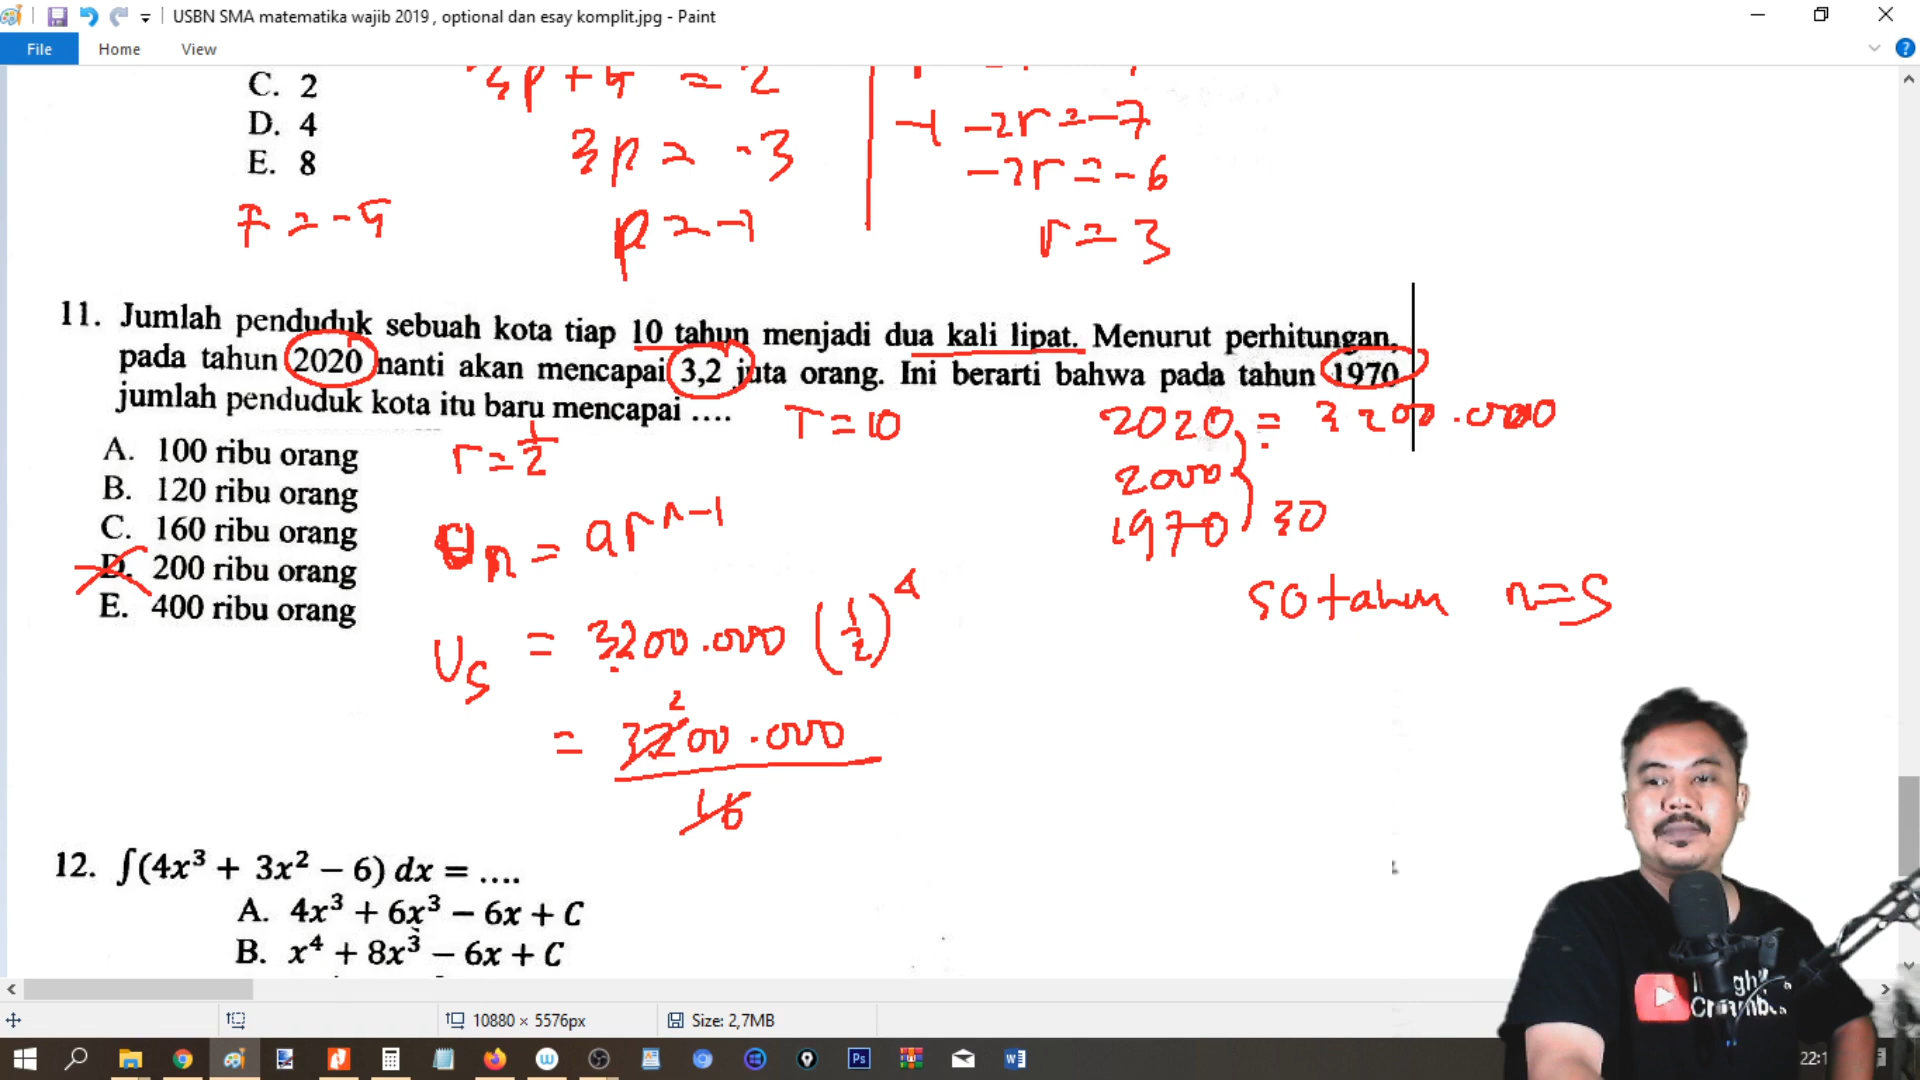 USBN SMA matematika wajib 2019 , optional dan esay komplit.jpg - Paint
File Home View
C. 2
D. 4
E. 8
= 2
3p = -3
p = -1
-1 -2r = -7
-2r = -6
r = 3
11. Jumlah penduduk sebuah kota tiap 10 tahun menjadi dua kali lipat. Menurut perhitungan,
pada tahun 2020 nanti akan mencapai 3,2 juta orang. Ini berarti bahwa pada tahun 1970
jumlah penduduk kota itu baru mencapai ....
A. 100 ribu orang
B. 120 ribu orang
C. 160 ribu orang
D. 200 ribu orang
E. 400 ribu orang
r = 1/2
T = 10
Un = ar^n-1
U5 = 3200.000 (1/2)^4
2
= 3200.000
16
2020 = 3200.000
2000
1970 30
50 tahun n=5
12. ∫(4x³ + 3x² − 6) dx = ....
A. 4x³ + 6x³ − 6x + C
B. x⁴ + 8x³ − 6x + C
10880 × 5576px Size: 2,7MB
Ps
22:1